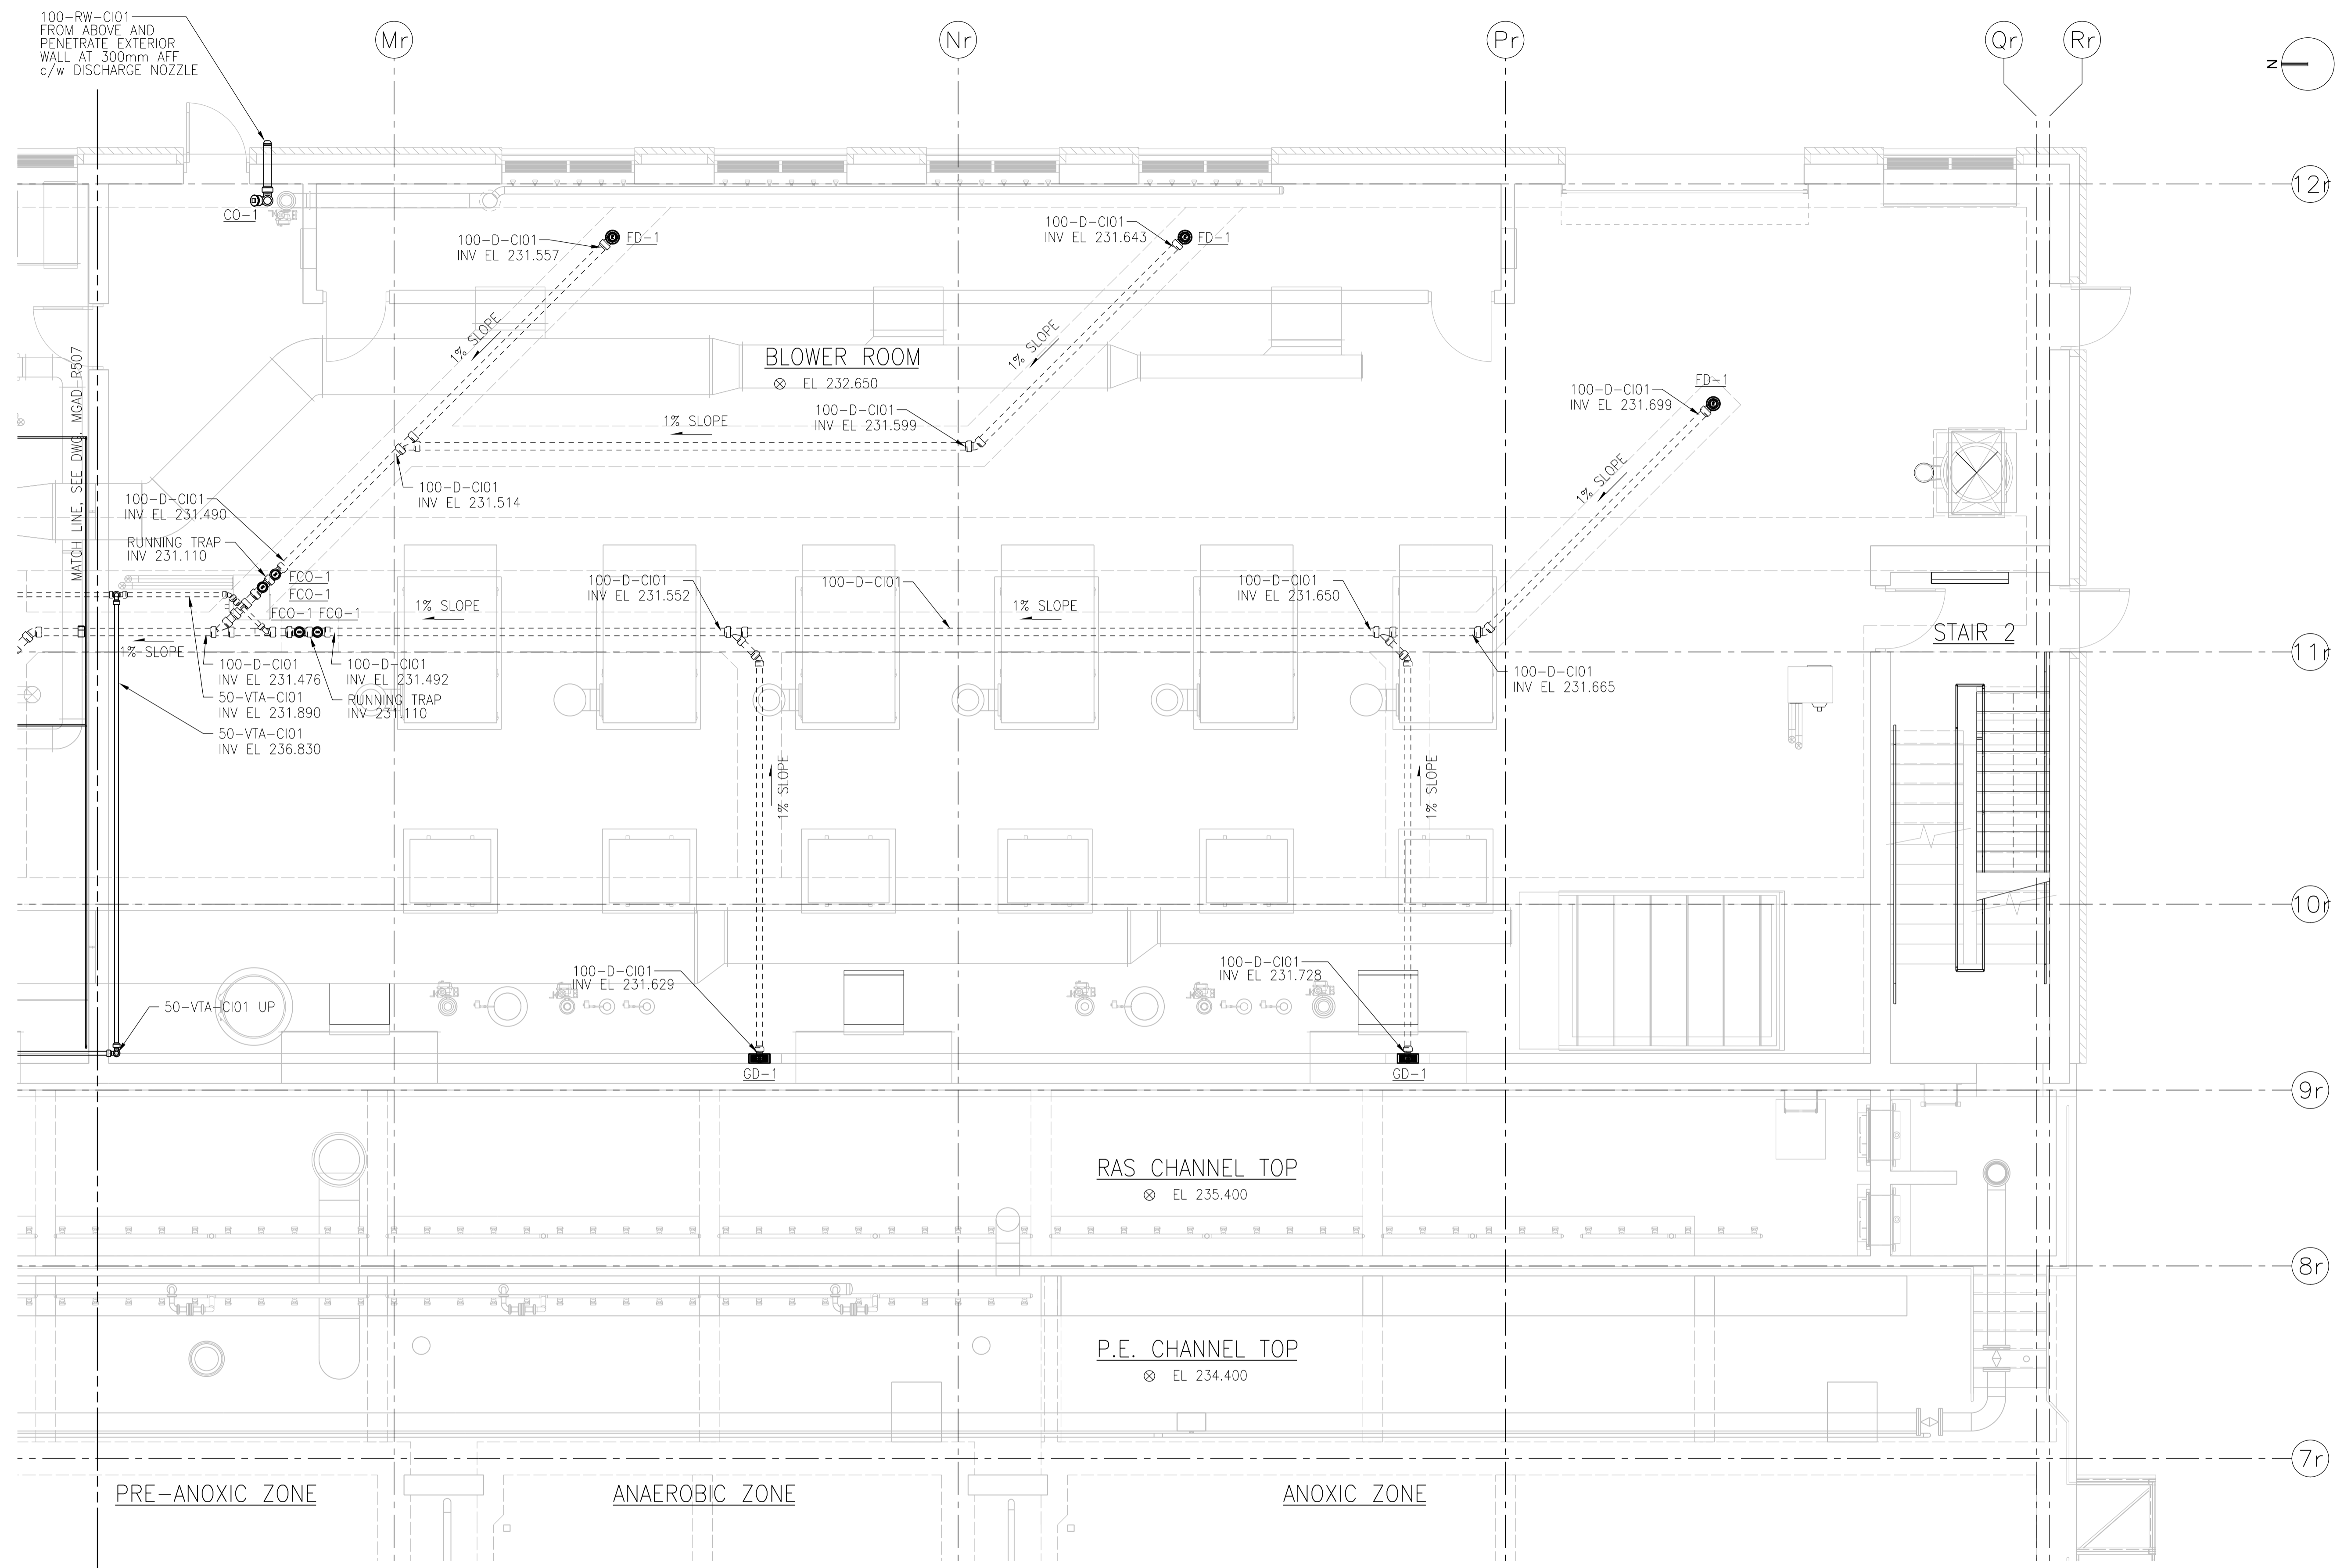 100-RW-CI01
FROM ABOVE AND
PENETRATE EXTERIOR
WALL AT 300mm AFF
c/w DISCHARGE NOZZLE
Mr
Nr
Pr
Qr
Rr
N
12r
CO-1
100-D-CI01
INV EL 231.557
FD-1
100-D-CI01
INV EL 231.643
FD-1
1% SLOPE
1% SLOPE
BLOWER ROOM
EL 232.650
MATCH LINE, SEE DWG. MGAD-R507
FD-1
100-D-CI01
INV EL 231.699
100-D-CI01
INV EL 231.599
1% SLOPE
1% SLOPE
100-D-CI01
INV EL 231.514
100-D-CI01
INV EL 231.490
RUNNING TRAP
INV 231.110
FCO-1
FCO-1
FCO-1 FCO-1
1% SLOPE
100-D-CI01
INV EL 231.552
100-D-CI01
1% SLOPE
100-D-CI01
INV EL 231.650
STAIR 2
1% SLOPE
11r
100-D-CI01
INV EL 231.476
100-D-CI01
INV EL 231.492
100-D-CI01
INV EL 231.665
50-VTA-CI01
INV EL 231.890
RUNNING TRAP
INV 231.110
50-VTA-CI01
INV EL 236.830
1% SLOPE
1% SLOPE
10r
100-D-CI01
INV EL 231.629
100-D-CI01
INV EL 231.728
50-VTA-CI01 UP
GD-1
GD-1
9r
RAS CHANNEL TOP
EL 235.400
8r
P.E. CHANNEL TOP
EL 234.400
7r
PRE-ANOXIC ZONE
ANAEROBIC ZONE
ANOXIC ZONE